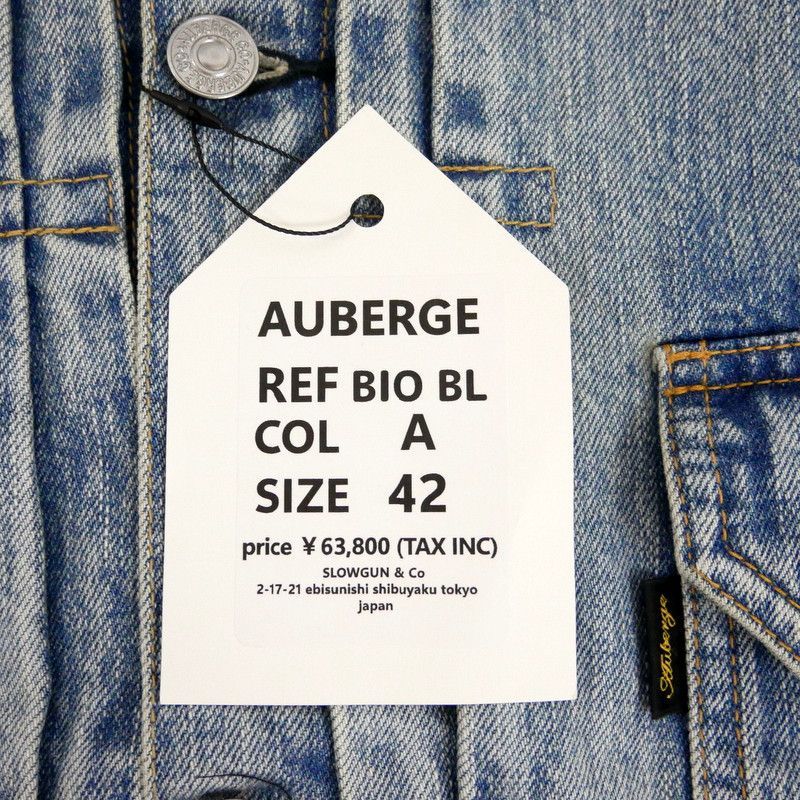 AUBERGE
REF BIO BL
COL A
SIZE 42
price ¥63,800 (TAX INC)
SLOWGUN & Co
2-17-21 ebisunishi shibuyaku tokyo
japan
Auberge